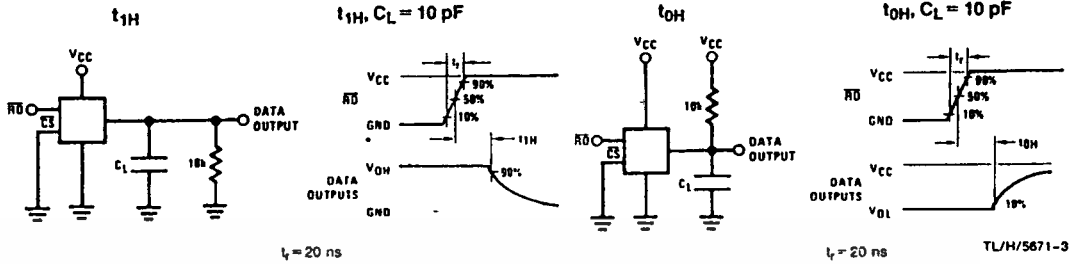 t1H
t1H, CL = 10 pF
t0H
t0H, CL = 10 pF
VCC
RD
CS
CL
10k
DATA
OUTPUT
VCC
RD
GND
tr
90%
50%
10%
t1H
VOH
DATA
OUTPUTS
GND
90%
tr = 20 ns
VCC
VCC
10k
RD
CS
DATA
OUTPUT
CL
VCC
RD
GND
tr
90%
50%
10%
t0H
VCC
DATA
OUTPUTS
VOL
10%
tr = 20 ns
TL/H/5671-3